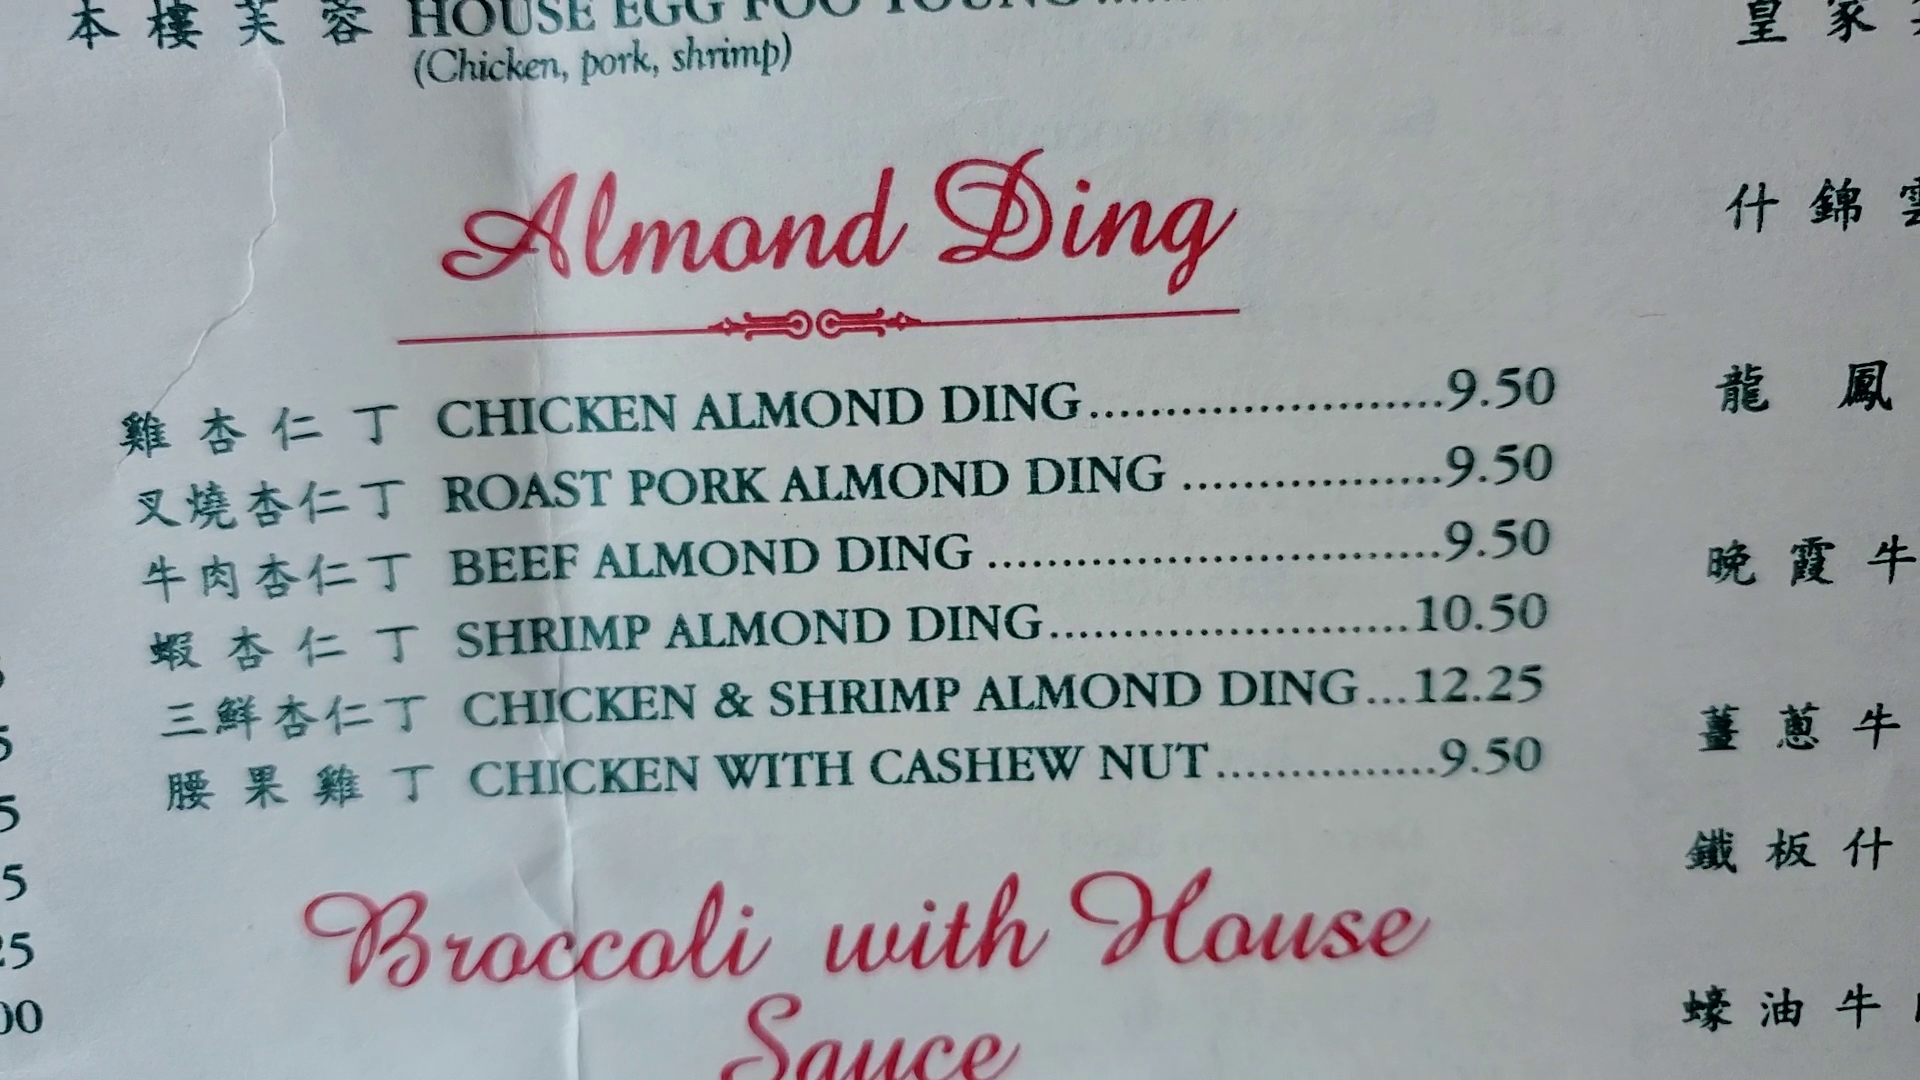 本樓芙蓉 HOUSE EGG FOO YOUNG
(Chicken, pork, shrimp)
Almond Ding
雞杏仁丁 CHICKEN ALMOND DING.......................9.50
叉燒杏仁丁 ROAST PORK ALMOND DING .................9.50
牛肉杏仁丁 BEEF ALMOND DING ..............................9.50
蝦杏仁丁 SHRIMP ALMOND DING........................10.50
三鮮杏仁丁 CHICKEN & SHRIMP ALMOND DING...12.25
腰果雞丁 CHICKEN WITH CASHEW NUT...............9.50
Broccoli with House
Sauce
皇家
什錦
龍鳳
晚霞牛
薑蔥牛
鐵板什
蠔油牛